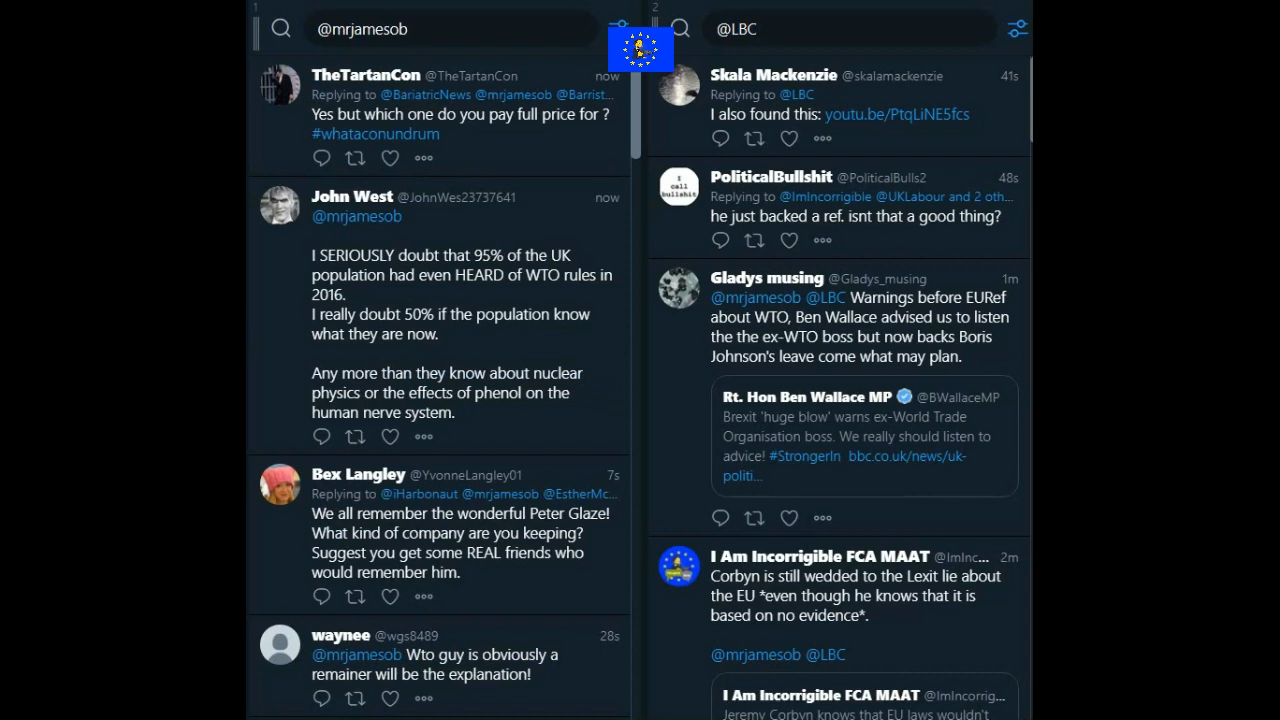 1
@mrjamesob
TheTartanCon @TheTartanCon now
Replying to @BariatricNews @mrjamesob @Barrist...
Yes but which one do you pay full price for ?
#whataconundrum
John West @JohnWes23737641 now
@mrjamesob
I SERIOUSLY doubt that 95% of the UK
population had even HEARD of WTO rules in
2016.
I really doubt 50% if the population know
what they are now.
Any more than they know about nuclear
physics or the effects of phenol on the
human nerve system.
Bex Langley @YvonneLangley01 7s
Replying to @iHarbonaut @mrjamesob @EstherMc...
We all remember the wonderful Peter Glaze!
What kind of company are you keeping?
Suggest you get some REAL friends who
would remember him.
waynee @wgs8489 28s
@mrjamesob Wto guy is obviously a
remainer will be the explanation!
2
@LBC
Skala Mackenzie @skalamackenzie 41s
Replying to @LBC
I also found this: youtu.be/PtqLiNE5fcs
I
call
bullshit
PoliticalBullshit @PoliticalBulls2 48s
Replying to @ImIncorrigible @UKLabour and 2 oth...
he just backed a ref. isnt that a good thing?
Gladys musing @Gladys_musing 1m
@mrjamesob @LBC Warnings before EURef
about WTO, Ben Wallace advised us to listen
the the ex-WTO boss but now backs Boris
Johnson's leave come what may plan.
Rt. Hon Ben Wallace MP @BWallaceMP
Brexit 'huge blow' warns ex-World Trade
Organisation boss. We really should listen to
advice! #StrongerIn bbc.co.uk/news/uk-
politi...
I Am Incorrigible FCA MAAT @ImInc... 2m
Corbyn is still wedded to the Lexit lie about
the EU *even though he knows that it is
based on no evidence*.
@mrjamesob @LBC
I Am Incorrigible FCA MAAT @ImIncorrig...
Jeremy Corbyn knows that EU laws wouldn't